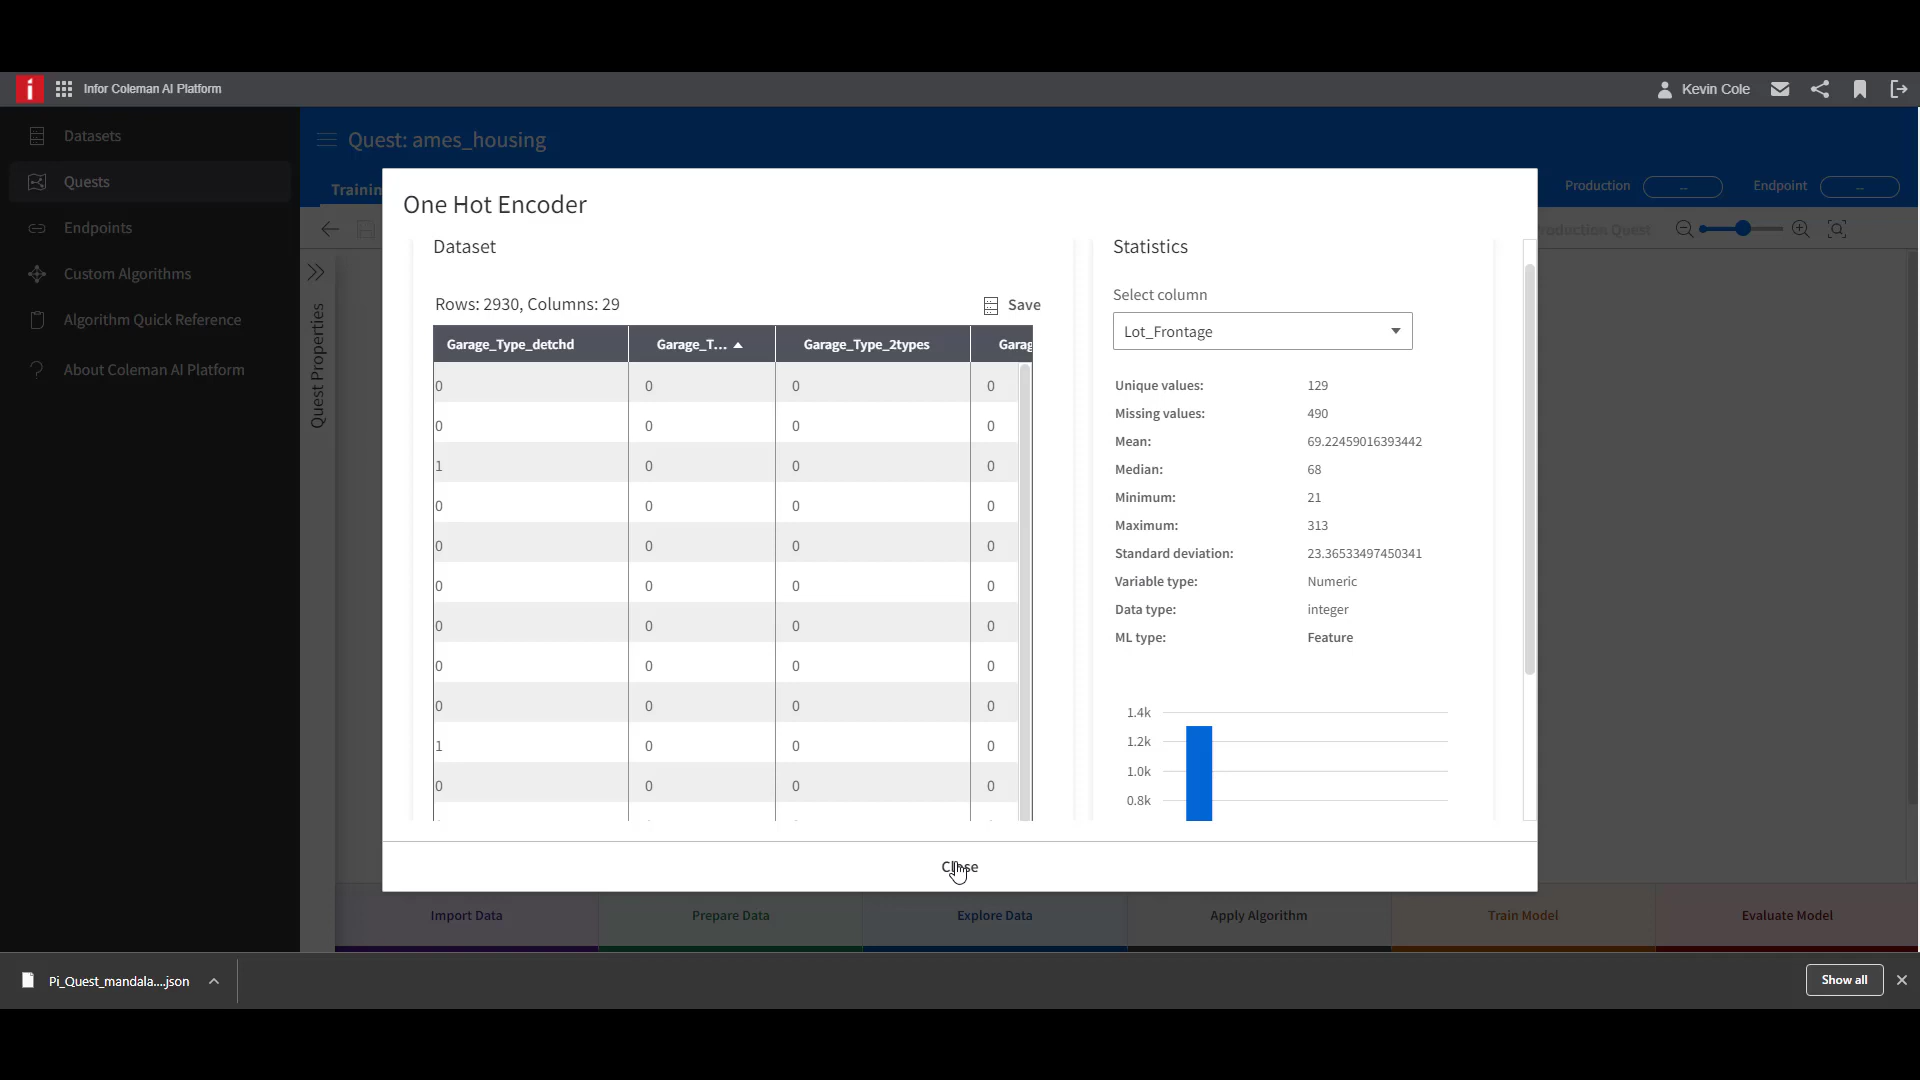 Infor Coleman AI Platform
Kevin Cole
Datasets
Quests
Endpoints
Custom Algorithms
Algorithm Quick Reference
About Coleman AI Platform
Quest: ames_housing
Trainin
Production --
Endpoint --
roduction Quest
Quest Properties
One Hot Encoder
Dataset
Rows: 2930, Columns: 29
Save
Garage_Type_detchd Garage_T... Garage_Type_2types Garag
0 0 0 0
0 0 0 0
1 0 0 0
0 0 0 0
0 0 0 0
0 0 0 0
0 0 0 0
0 0 0 0
0 0 0 0
1 0 0 0
0 0 0 0
Statistics
Select column
Lot_Frontage
Unique values: 129
Missing values: 490
Mean: 69.22459016393442
Median: 68
Minimum: 21
Maximum: 313
Standard deviation: 23.36533497450341
Variable type: Numeric
Data type: integer
ML type: Feature
1.4k
1.2k
1.0k
0.8k
Close
Import Data
Prepare Data
Explore Data
Apply Algorithm
Train Model
Evaluate Model
Pi_Quest_mandala....json
Show all